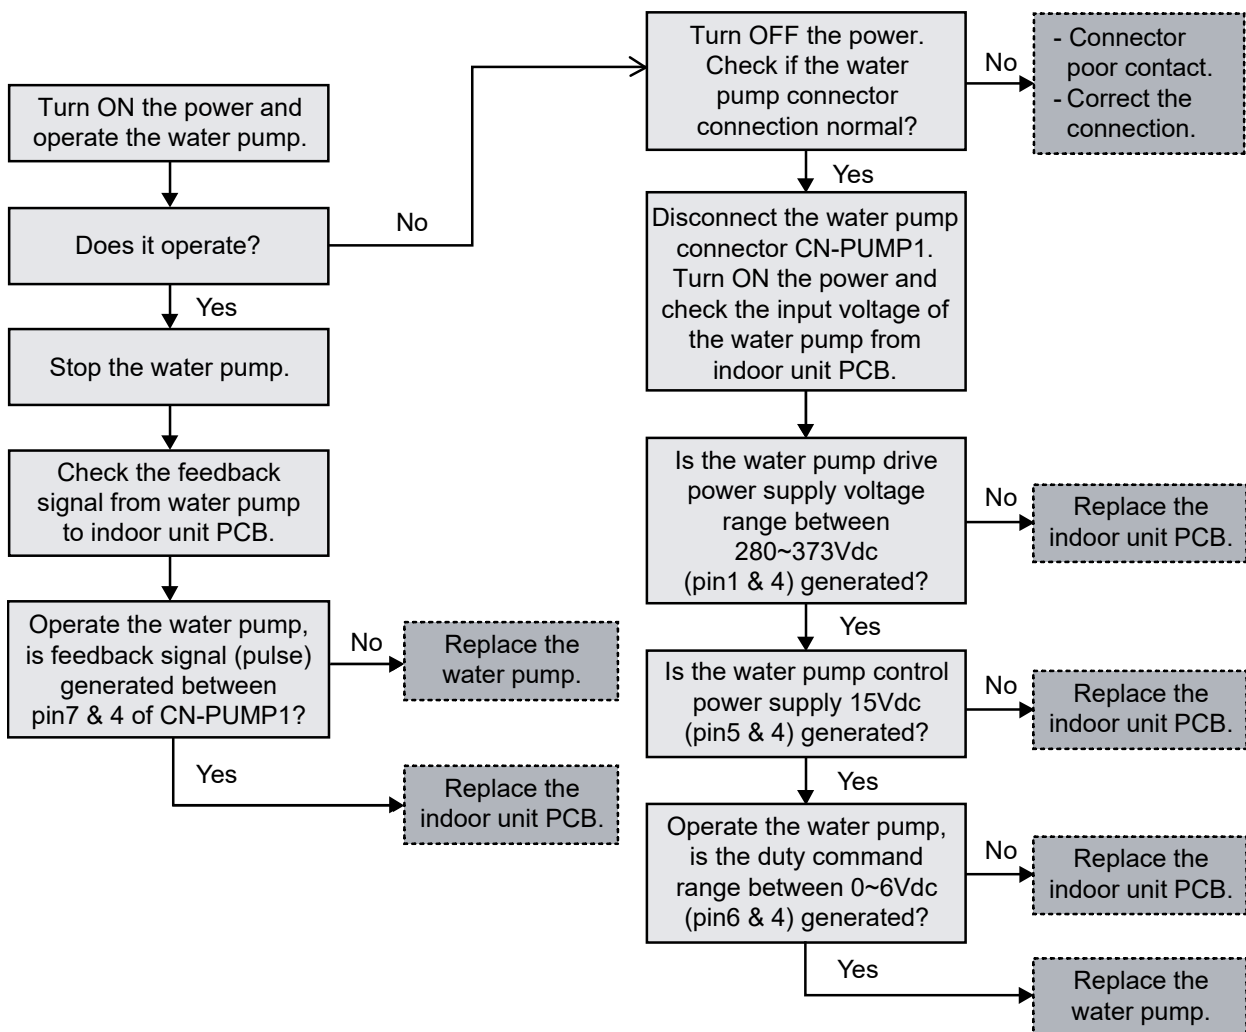 Turn ON the power and
operate the water pump.
Does it operate?
No
Yes
Stop the water pump.
Check the feedback
signal from water pump
to indoor unit PCB.
Operate the water pump,
is feedback signal (pulse)
generated between
pin7 & 4 of CN-PUMP1?
No
Replace the
water pump.
Yes
Replace the
indoor unit PCB.
Turn OFF the power.
Check if the water
pump connector
connection normal?
No
- Connector
poor contact.
- Correct the
connection.
Yes
Disconnect the water pump
connector CN-PUMP1.
Turn ON the power and
check the input voltage of
the water pump from
indoor unit PCB.
Is the water pump drive
power supply voltage
range between
280~373Vdc
(pin1 & 4) generated?
No
Replace the
indoor unit PCB.
Yes
Is the water pump control
power supply 15Vdc
(pin5 & 4) generated?
No
Replace the
indoor unit PCB.
Yes
Operate the water pump,
is the duty command
range between 0~6Vdc
(pin6 & 4) generated?
No
Replace the
indoor unit PCB.
Yes
Replace the
water pump.